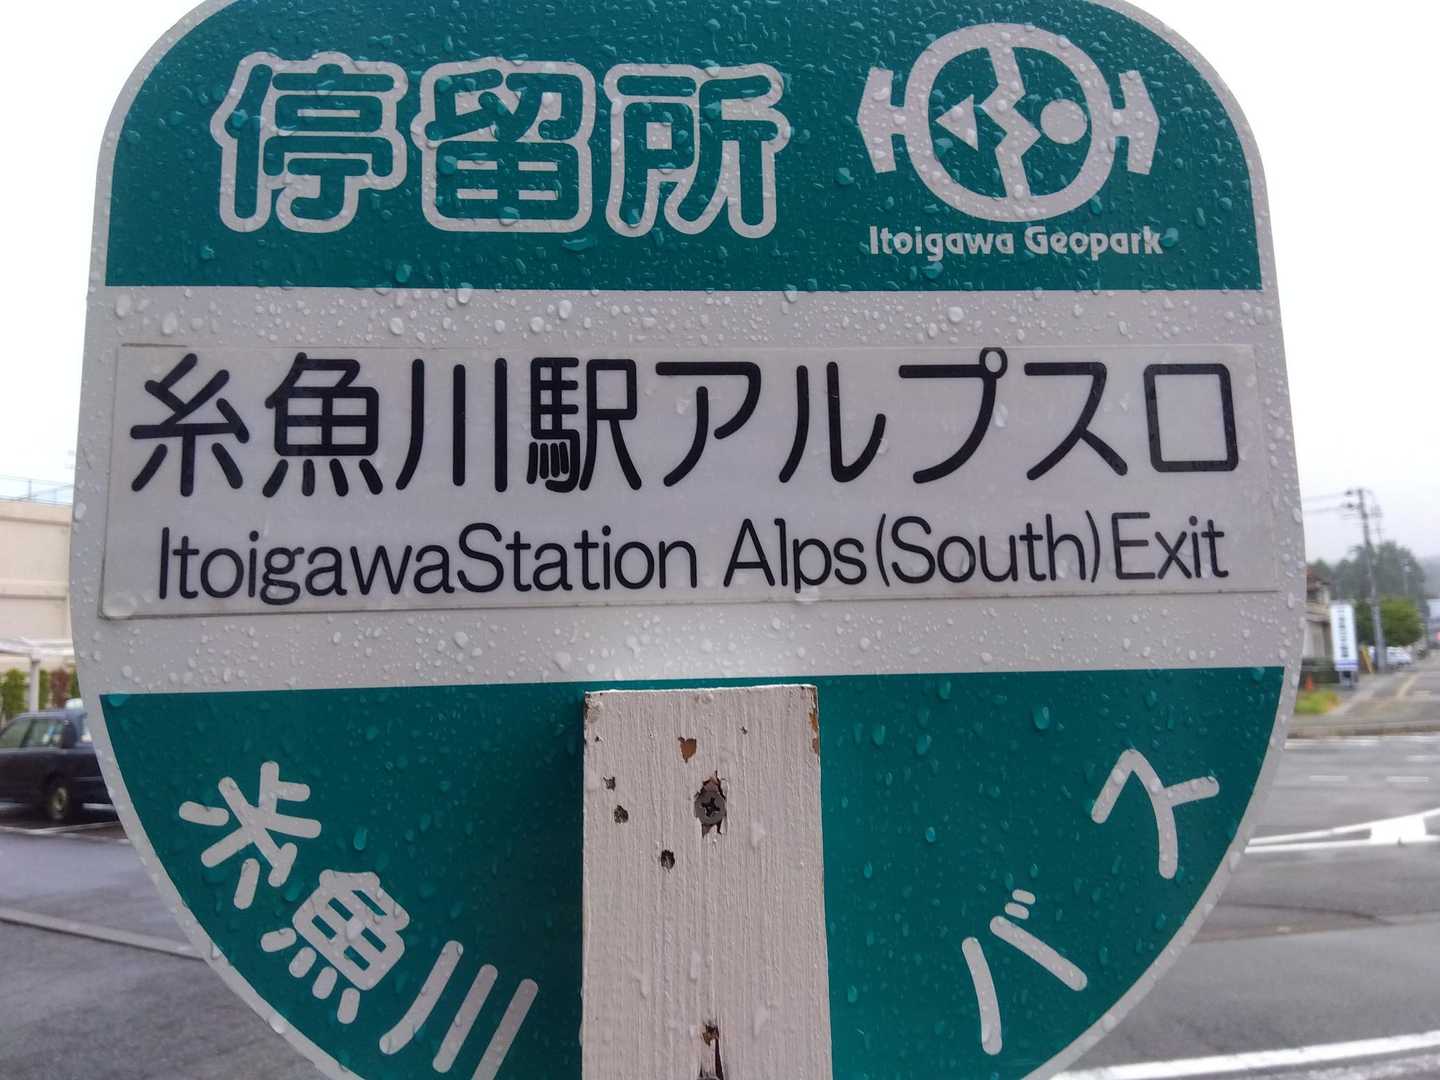 停留所
Itoigawa Geopark
糸魚川駅アルプス口
ItoigawaStation Alps(South)Exit
糸魚川バス